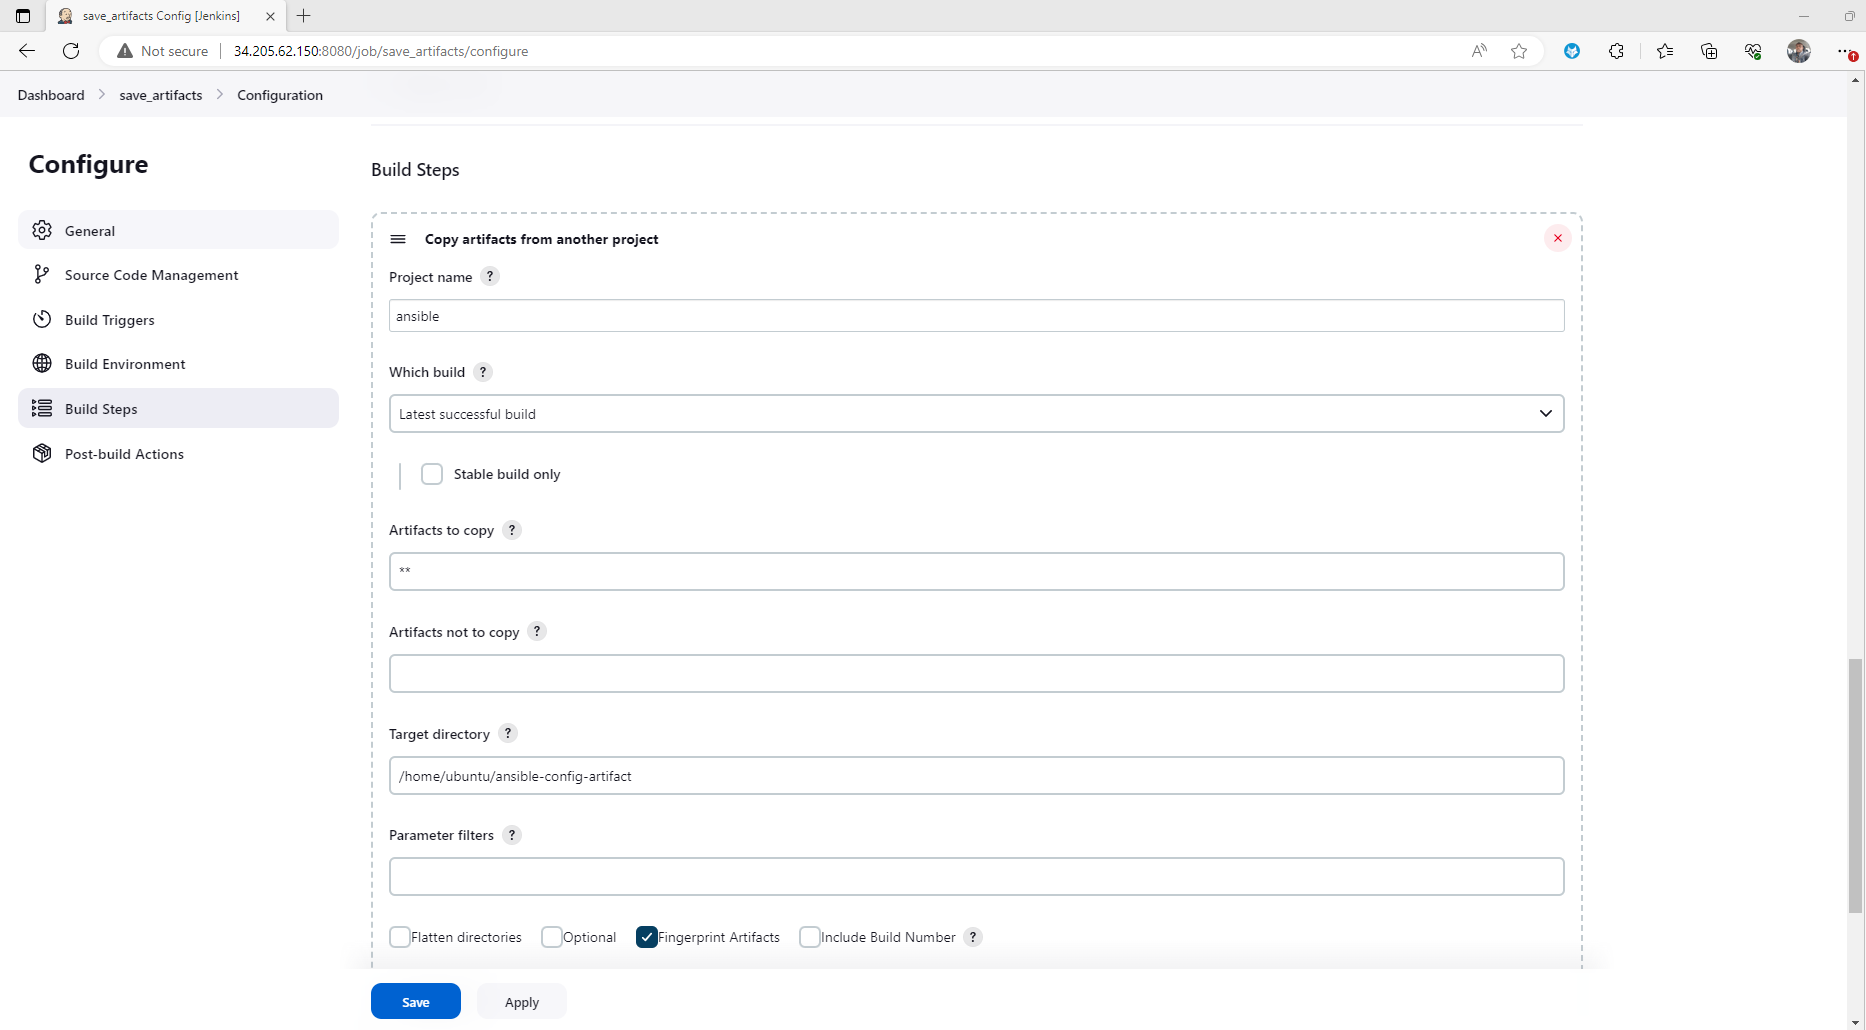 save_artifacts Config [Jenkins]
Not secure
34.205.62.150:8080/job/save_artifacts/configure
Dashboard
save_artifacts
Configuration
Configure
General
Source Code Management
Build Triggers
Build Environment
Build Steps
Post-build Actions
Build Steps
Copy artifacts from another project
Project name ?
ansible
Which build ?
Latest successful build
Stable build only
Artifacts to copy ?
**
Artifacts not to copy ?
Target directory ?
/home/ubuntu/ansible-config-artifact
Parameter filters ?
Flatten directories Optional Fingerprint Artifacts Include Build Number ?
Save Apply